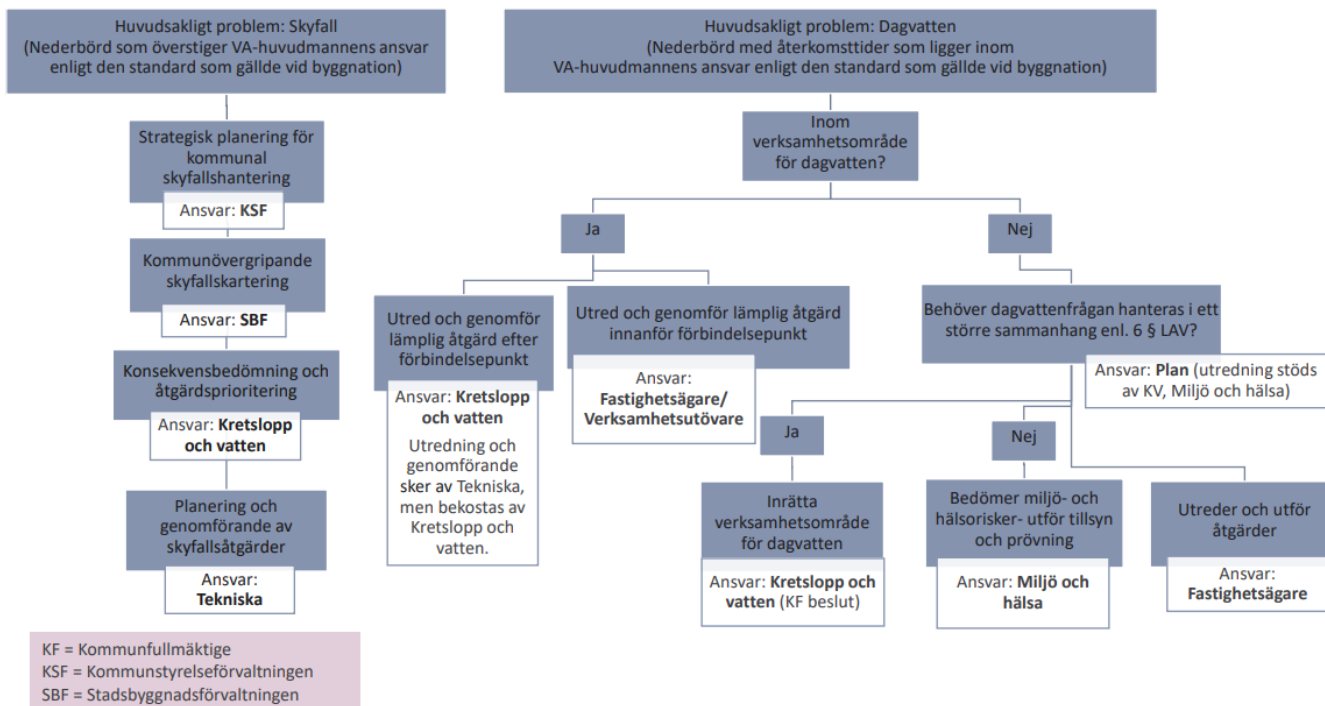 Huvudsakligt problem: Skyfall
(Nederbörd som överstiger VA-huvudmannens ansvar
enligt den standard som gällde vid byggnation)
Strategisk planering för
kommunal
skyfallshantering
Ansvar: KSF
Kommunövergripande
skyfallskartering
Ansvar: SBF
Konsekvensbedömning och
åtgärdsprioritering
Ansvar: Kretslopp
och vatten
Planering och
genomförande av
skyfallsåtgärder
Ansvar:
Tekniska
Huvudsakligt problem: Dagvatten
(Nederbörd med återkomsttider som ligger inom
VA-huvudmannens ansvar enligt den standard som gällde vid byggnation)
Inom
verksamhetsområde
för dagvatten?
Ja
Utred och genomför
lämplig åtgärd efter
förbindelsepunkt
Ansvar: Kretslopp
och vatten
Utredning och
genomförande
sker av Tekniska,
men bekostas av
Kretslopp och
vatten.
Utred och genomför lämplig åtgärd
innanför förbindelsepunkt
Ansvar:
Fastighetsägare/
Verksamhetsutövare
Nej
Behöver dagvattenfrågan hanteras i ett
större sammanhang enl. 6 § LAV?
Ansvar: Plan (utredning stöds
av KV, Miljö och hälsa)
Ja
Inrätta
verksamhetsområde
för dagvatten
Ansvar: Kretslopp och
vatten (KF beslut)
Nej
Bedömer miljö- och
hälsorisker- utför tillsyn
och prövning
Ansvar: Miljö och
hälsa
Utreder och utför
åtgärder
Ansvar:
Fastighetsägare
KF = Kommunfullmäktige
KSF = Kommunstyrelseförvaltningen
SBF = Stadsbyggnadsförvaltningen